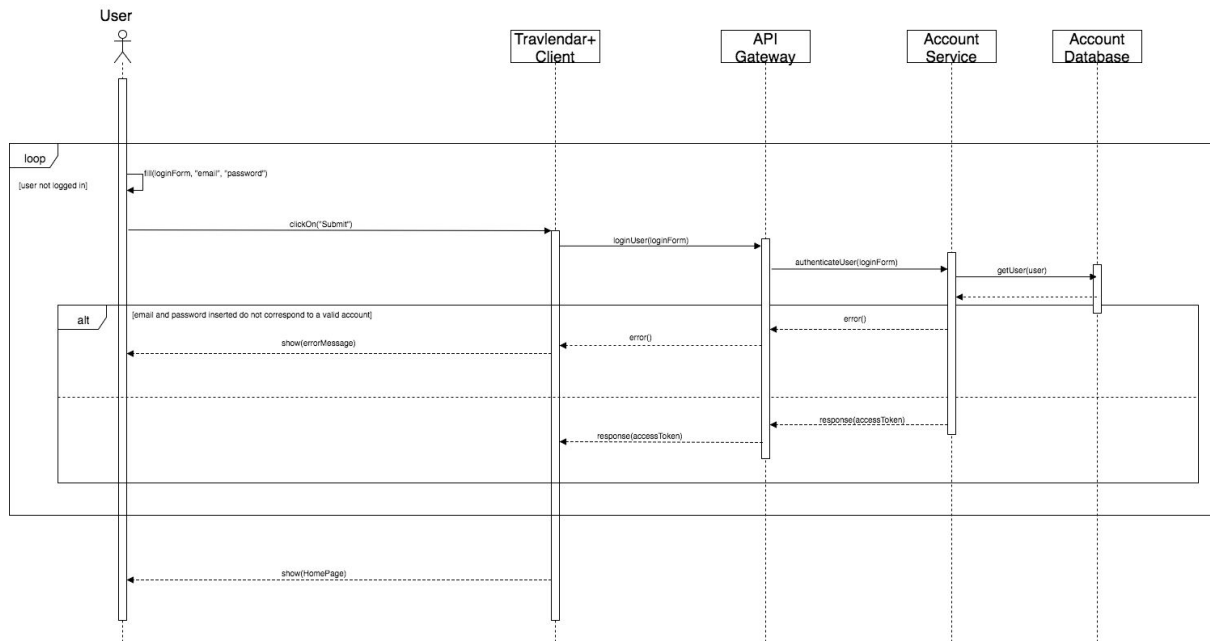 User
Travlendar+
Client
API
Gateway
Account
Service
Account
Database
loop
[user not logged in]
fill(loginForm, "email", "password")
clickOn("Submit")
loginUser(loginForm)
authenticateUser(loginForm)
getUser(user)
alt
[email and password inserted do not correspond to a valid account]
error()
error()
show(errorMessage)
response(accessToken)
response(accessToken)
show(HomePage)